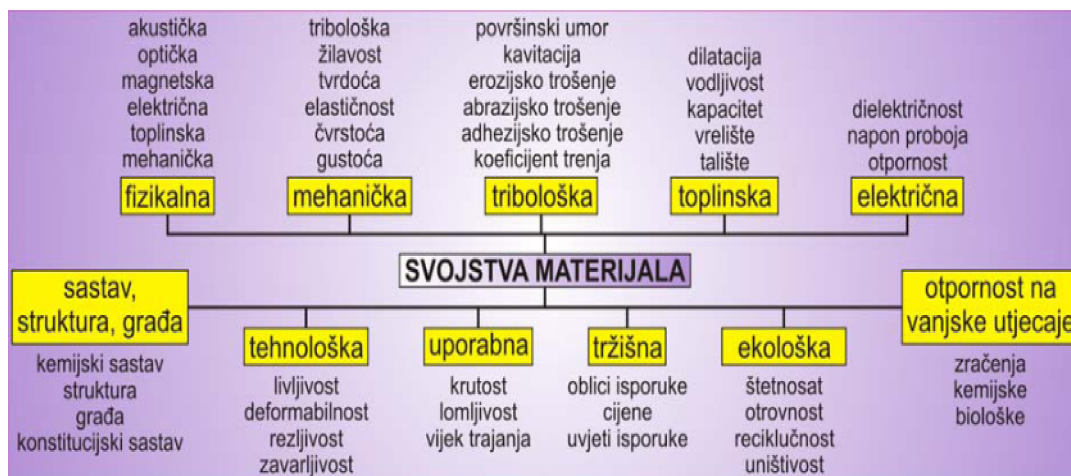 akustička
optička
magnetska
električna
toplinska
mehanička
fizikalna
tribološka
žilavost
tvrdoća
elastičnost
čvrstoća
gustoća
mehanička
površinski umor
kavitacija
erozijsko trošenje
abrazijsko trošenje
adhezijsko trošenje
koeficijent trenja
tribološka
dilatacija
vodljivost
kapacitet
vrelište
talište
toplinska
dielektričnost
napon proboja
otpornost
električna
SVOJSTVA MATERIJALA
sastav,
struktura, građa
kemijski sastav
struktura
građa
konstitucijski sastav
tehnološka
livljivost
deformabilnost
rezljivost
zavarljivost
uporabna
krutost
lomljivost
vijek trajanja
tržišna
oblici isporuke
cijene
uvjeti isporuke
ekološka
štetnosat
otrovnost
reciklučnost
uništivost
otpornost na
vanjske utjecaje
zračenja
kemijske
biološke